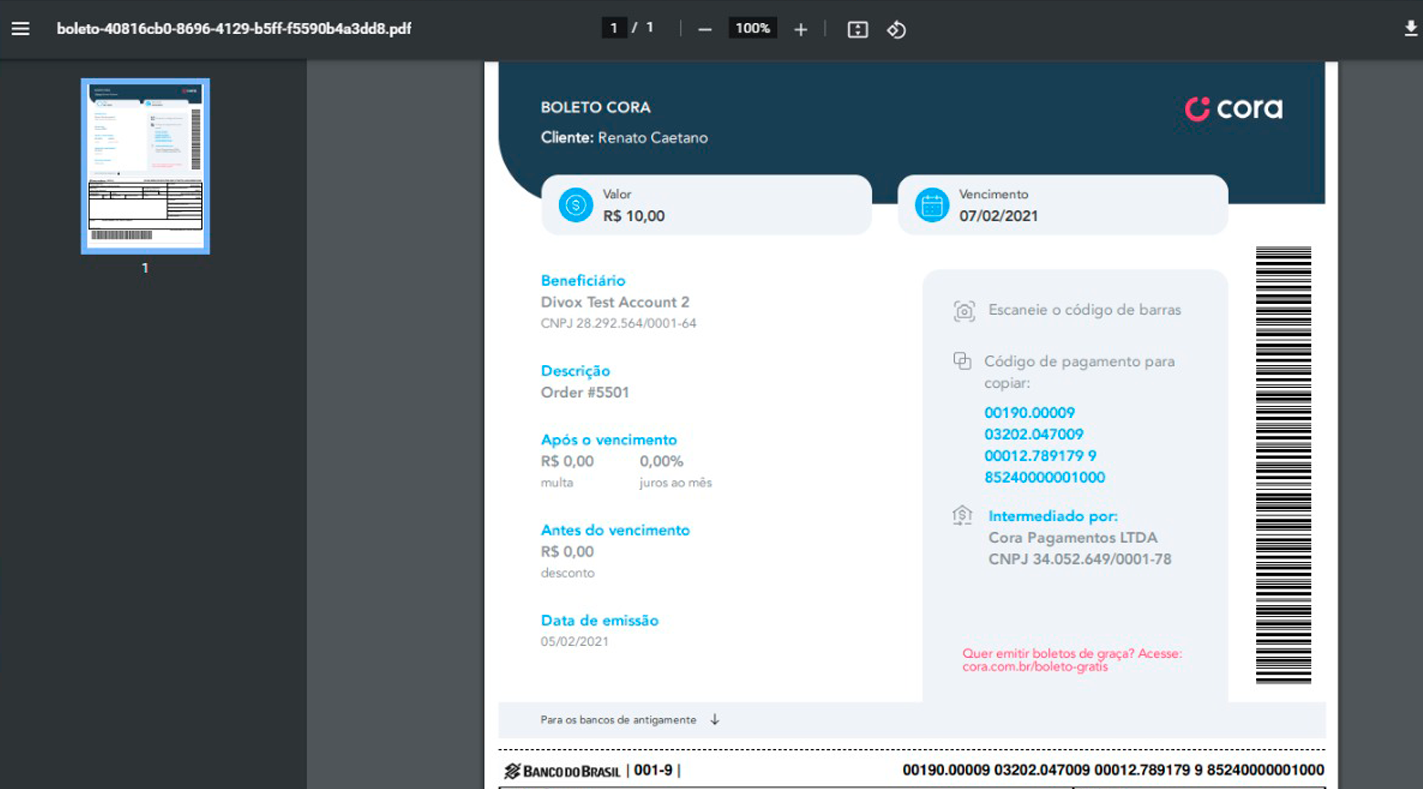 boleto-40816cb0-8696-4129-b5ff-f5590b4a3dd8.pdf
1 / 1
100%
1
BOLETO CORA
Cliente: Renato Caetano
cora
Valor
R$ 10,00
Vencimento
07/02/2021
Beneficiário
Divox Test Account 2
CNPJ 28.292.564/0001-64
Descrição
Order #5501
Após o vencimento
R$ 0,00 0,00%
multa juros ao mês
Antes do vencimento
R$ 0,00
desconto
Data de emissão
05/02/2021
Escaneie o código de barras
Código de pagamento para
copiar:
00190.00009
03202.047009
00012.789179 9
85240000001000
Intermediado por:
Cora Pagamentos LTDA
CNPJ 34.052.649/0001-78
Quer emitir boletos de graça? Acesse:
cora.com.br/boleto-gratis
Para os bancos de antigamente
BANCO DO BRASIL | 001-9 |
00190.00009 03202.047009 00012.789179 9 85240000001000